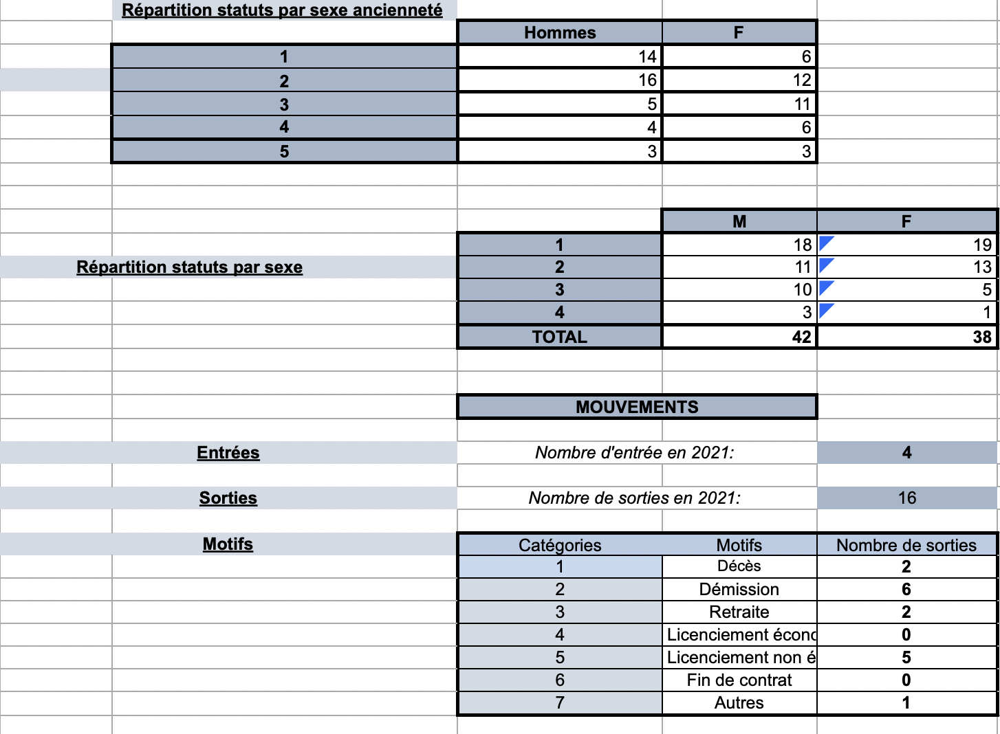 Répartition statuts par sexe ancienneté
Hommes F
1 14 6
2 16 12
3 5 11
4 4 6
5 3 3
M F
1 18 19
Répartition statuts par sexe 2 11 13
3 10 5
4 3 1
TOTAL 42 38
MOUVEMENTS
Entrées Nombre d'entrée en 2021: 4
Sorties Nombre de sorties en 2021: 16
Motifs Catégories Motifs Nombre de sorties
1 Décès 2
2 Démission 6
3 Retraite 2
4 Licenciement éconc 0
5 Licenciement non é 5
6 Fin de contrat 0
7 Autres 1